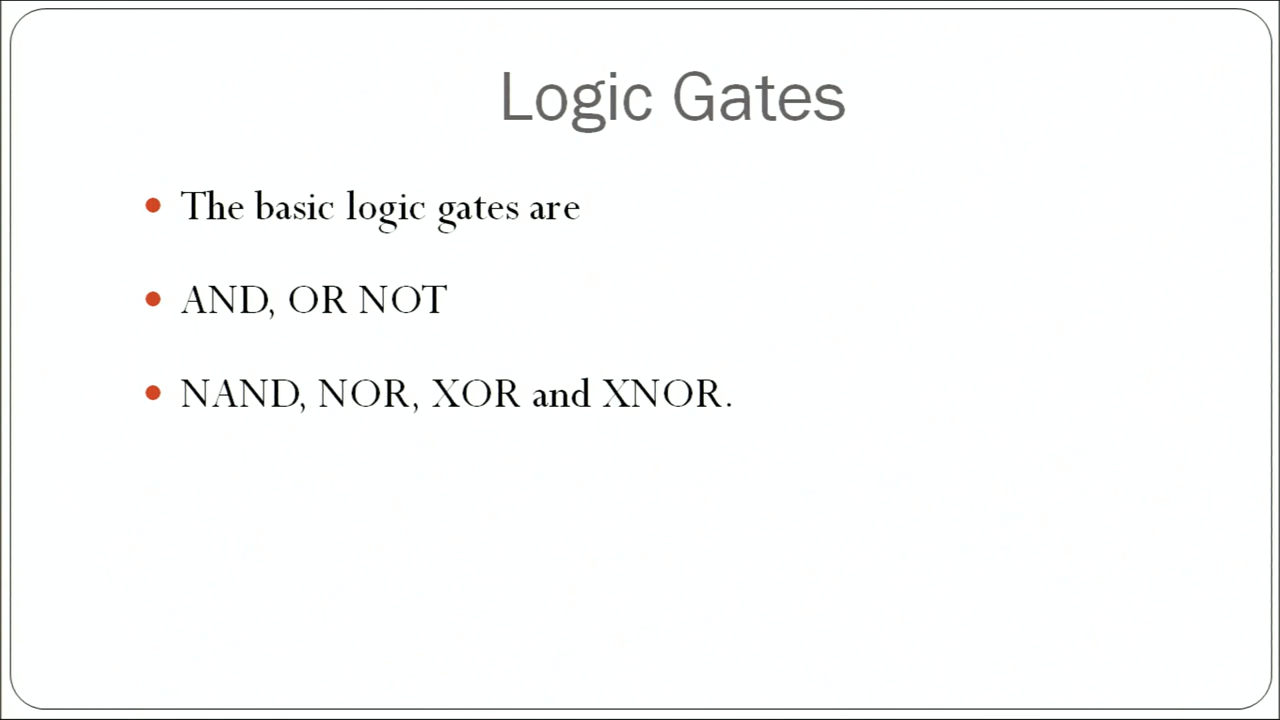 Logic Gates
The basic logic gates are
AND, OR NOT
NAND, NOR, XOR and XNOR.